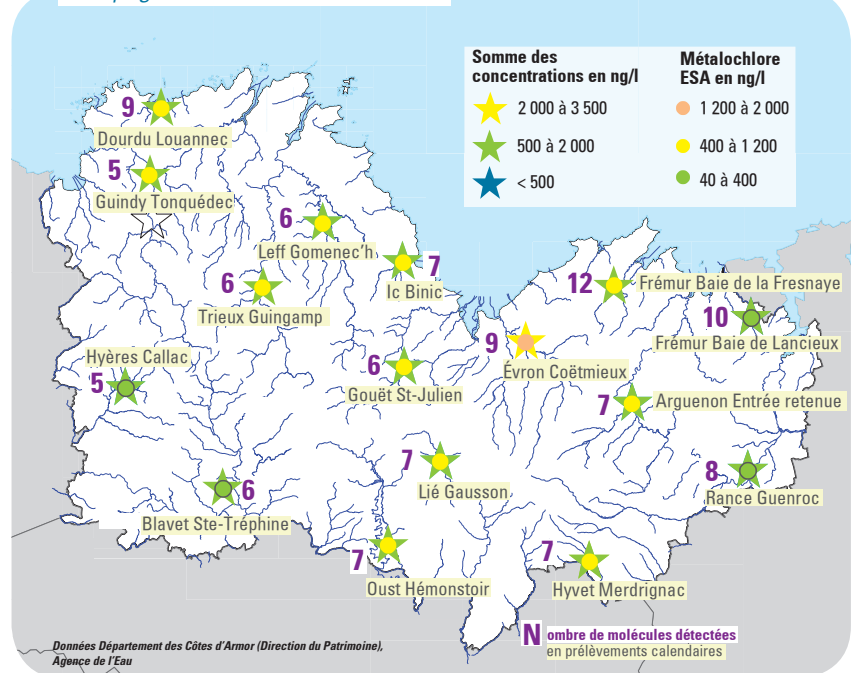 Somme des
concentrations en ng/l
2 000 à 3 500
500 à 2 000
< 500
Métalochlore
ESA en ng/l
1 200 à 2 000
400 à 1 200
40 à 400
9
Dourdu Louannec
5
Guindy Tonquédec
6
Leff Gomenec'h
7
Ic Binic
6
Trieux Guingamp
12
Frémur Baie de la Fresnaye
10
Frémur Baie de Lancieux
9
Évron Coëtmieux
Hyères Callac
5
6
Gouët St-Julien
7
Arguenon Entrée retenue
7
Lié Gausson
8
Rance Guenroc
6
Blavet Ste-Tréphine
7
Oust Hémonstoir
7
Hyvet Merdrignac
Nombre de molécules détectées
en prélèvements calendaires
Données Département des Côtes d'Armor (Direction du Patrimoine),
Agence de l'Eau